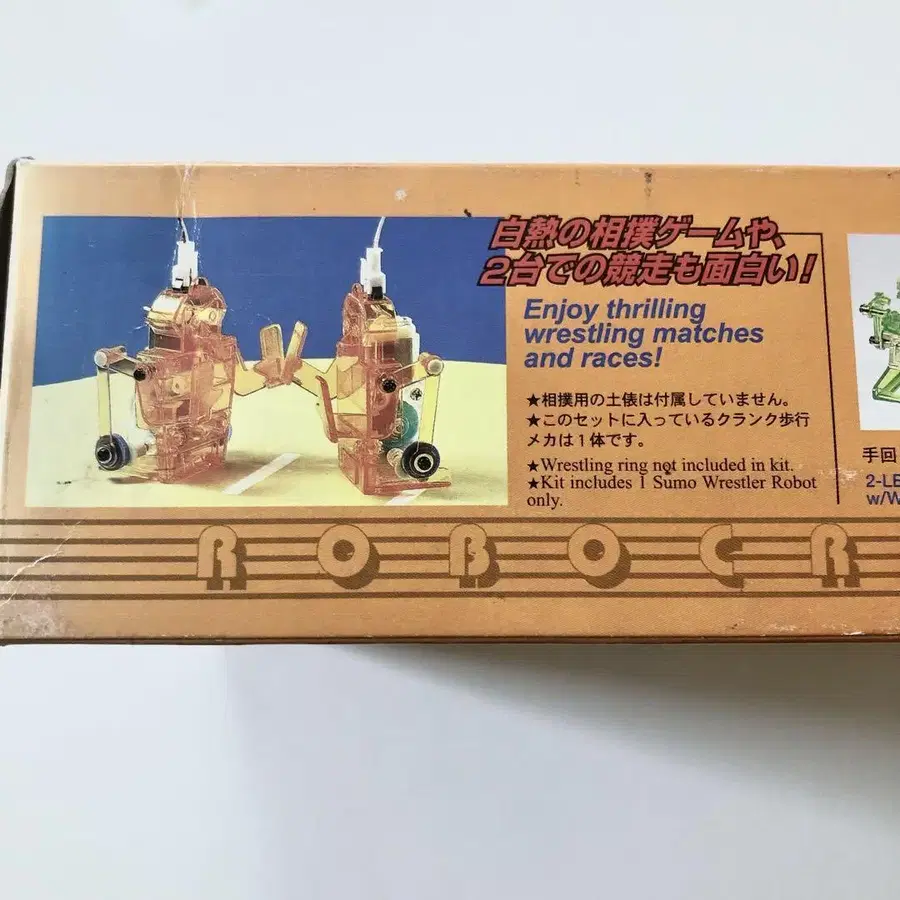 白熱の相撲ゲームや、
2台での競走も面白い!
Enjoy thrilling
wrestling matches
and races!
★相撲用の土俵は付属していません。
★このセットに入っているクランク歩行
メカは1体です。
★Wrestling ring not included in kit.
★Kit includes 1 Sumo Wrestler Robot
only.
手回
2-LE
w/W
ROBOCR